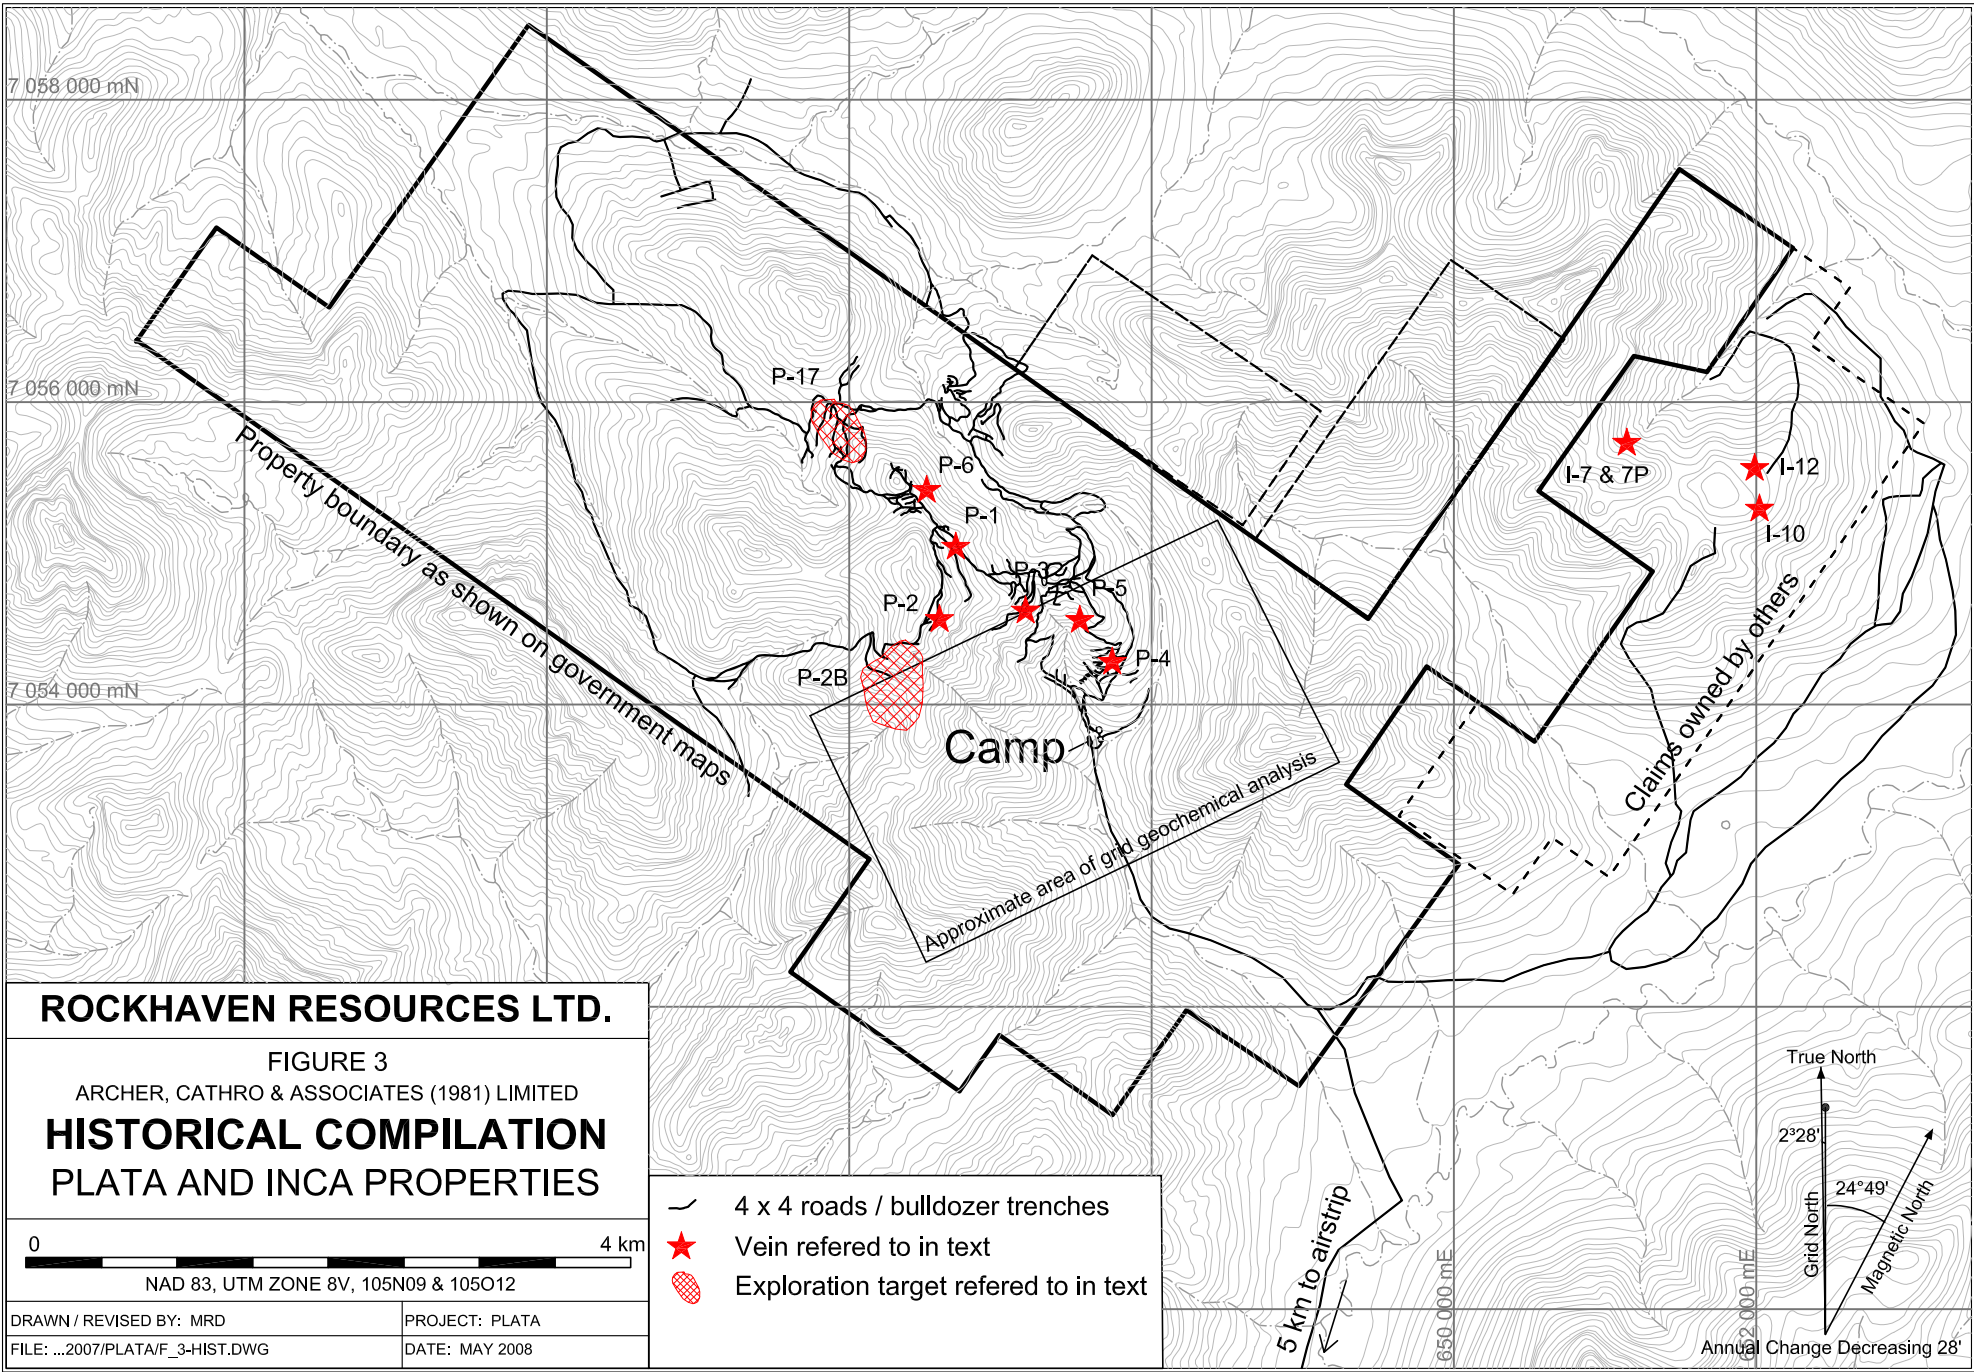 7 058 000 mN
7 056 000 mN
7 054 000 mN
P-17
P-6
P-1
P-32
P-5
P-2
P-4
P-2B
I-7 & 7P
I-12
I-10
Camp
Property boundary as shown on government maps
Approximate area of grid geochemical analysis
Claims owned by others
5 km to airstrip
650 000 mE
652 000 mE
True North
2°28'
24°49'
Grid North
Magnetic North
Annual Change Decreasing 28'
ROCKHAVEN RESOURCES LTD.
FIGURE 3
ARCHER, CATHRO & ASSOCIATES (1981) LIMITED
HISTORICAL COMPILATION
PLATA AND INCA PROPERTIES
0 4 km
NAD 83, UTM ZONE 8V, 105N09 & 105O12
DRAWN / REVISED BY: MRD
PROJECT: PLATA
FILE: ...2007/PLATA/F_3-HIST.DWG
DATE: MAY 2008
4 x 4 roads / bulldozer trenches
Vein refered to in text
Exploration target refered to in text